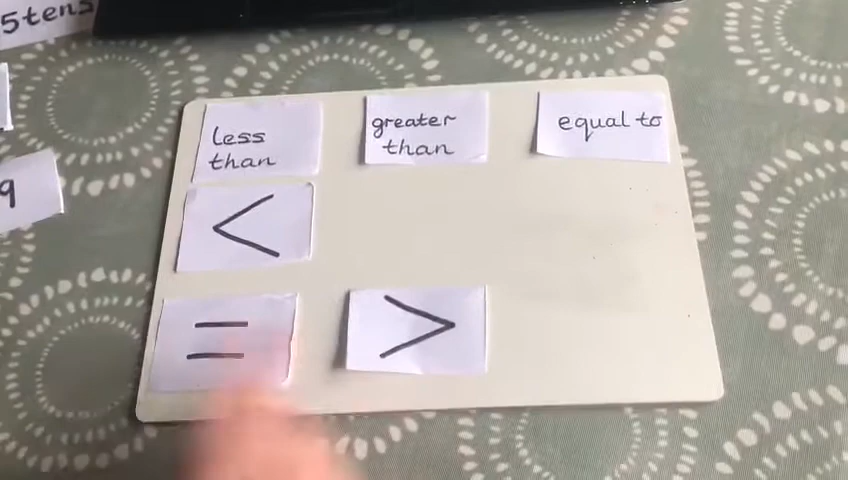 5tens
9
less
than
greater
than
equal to
<
=
>